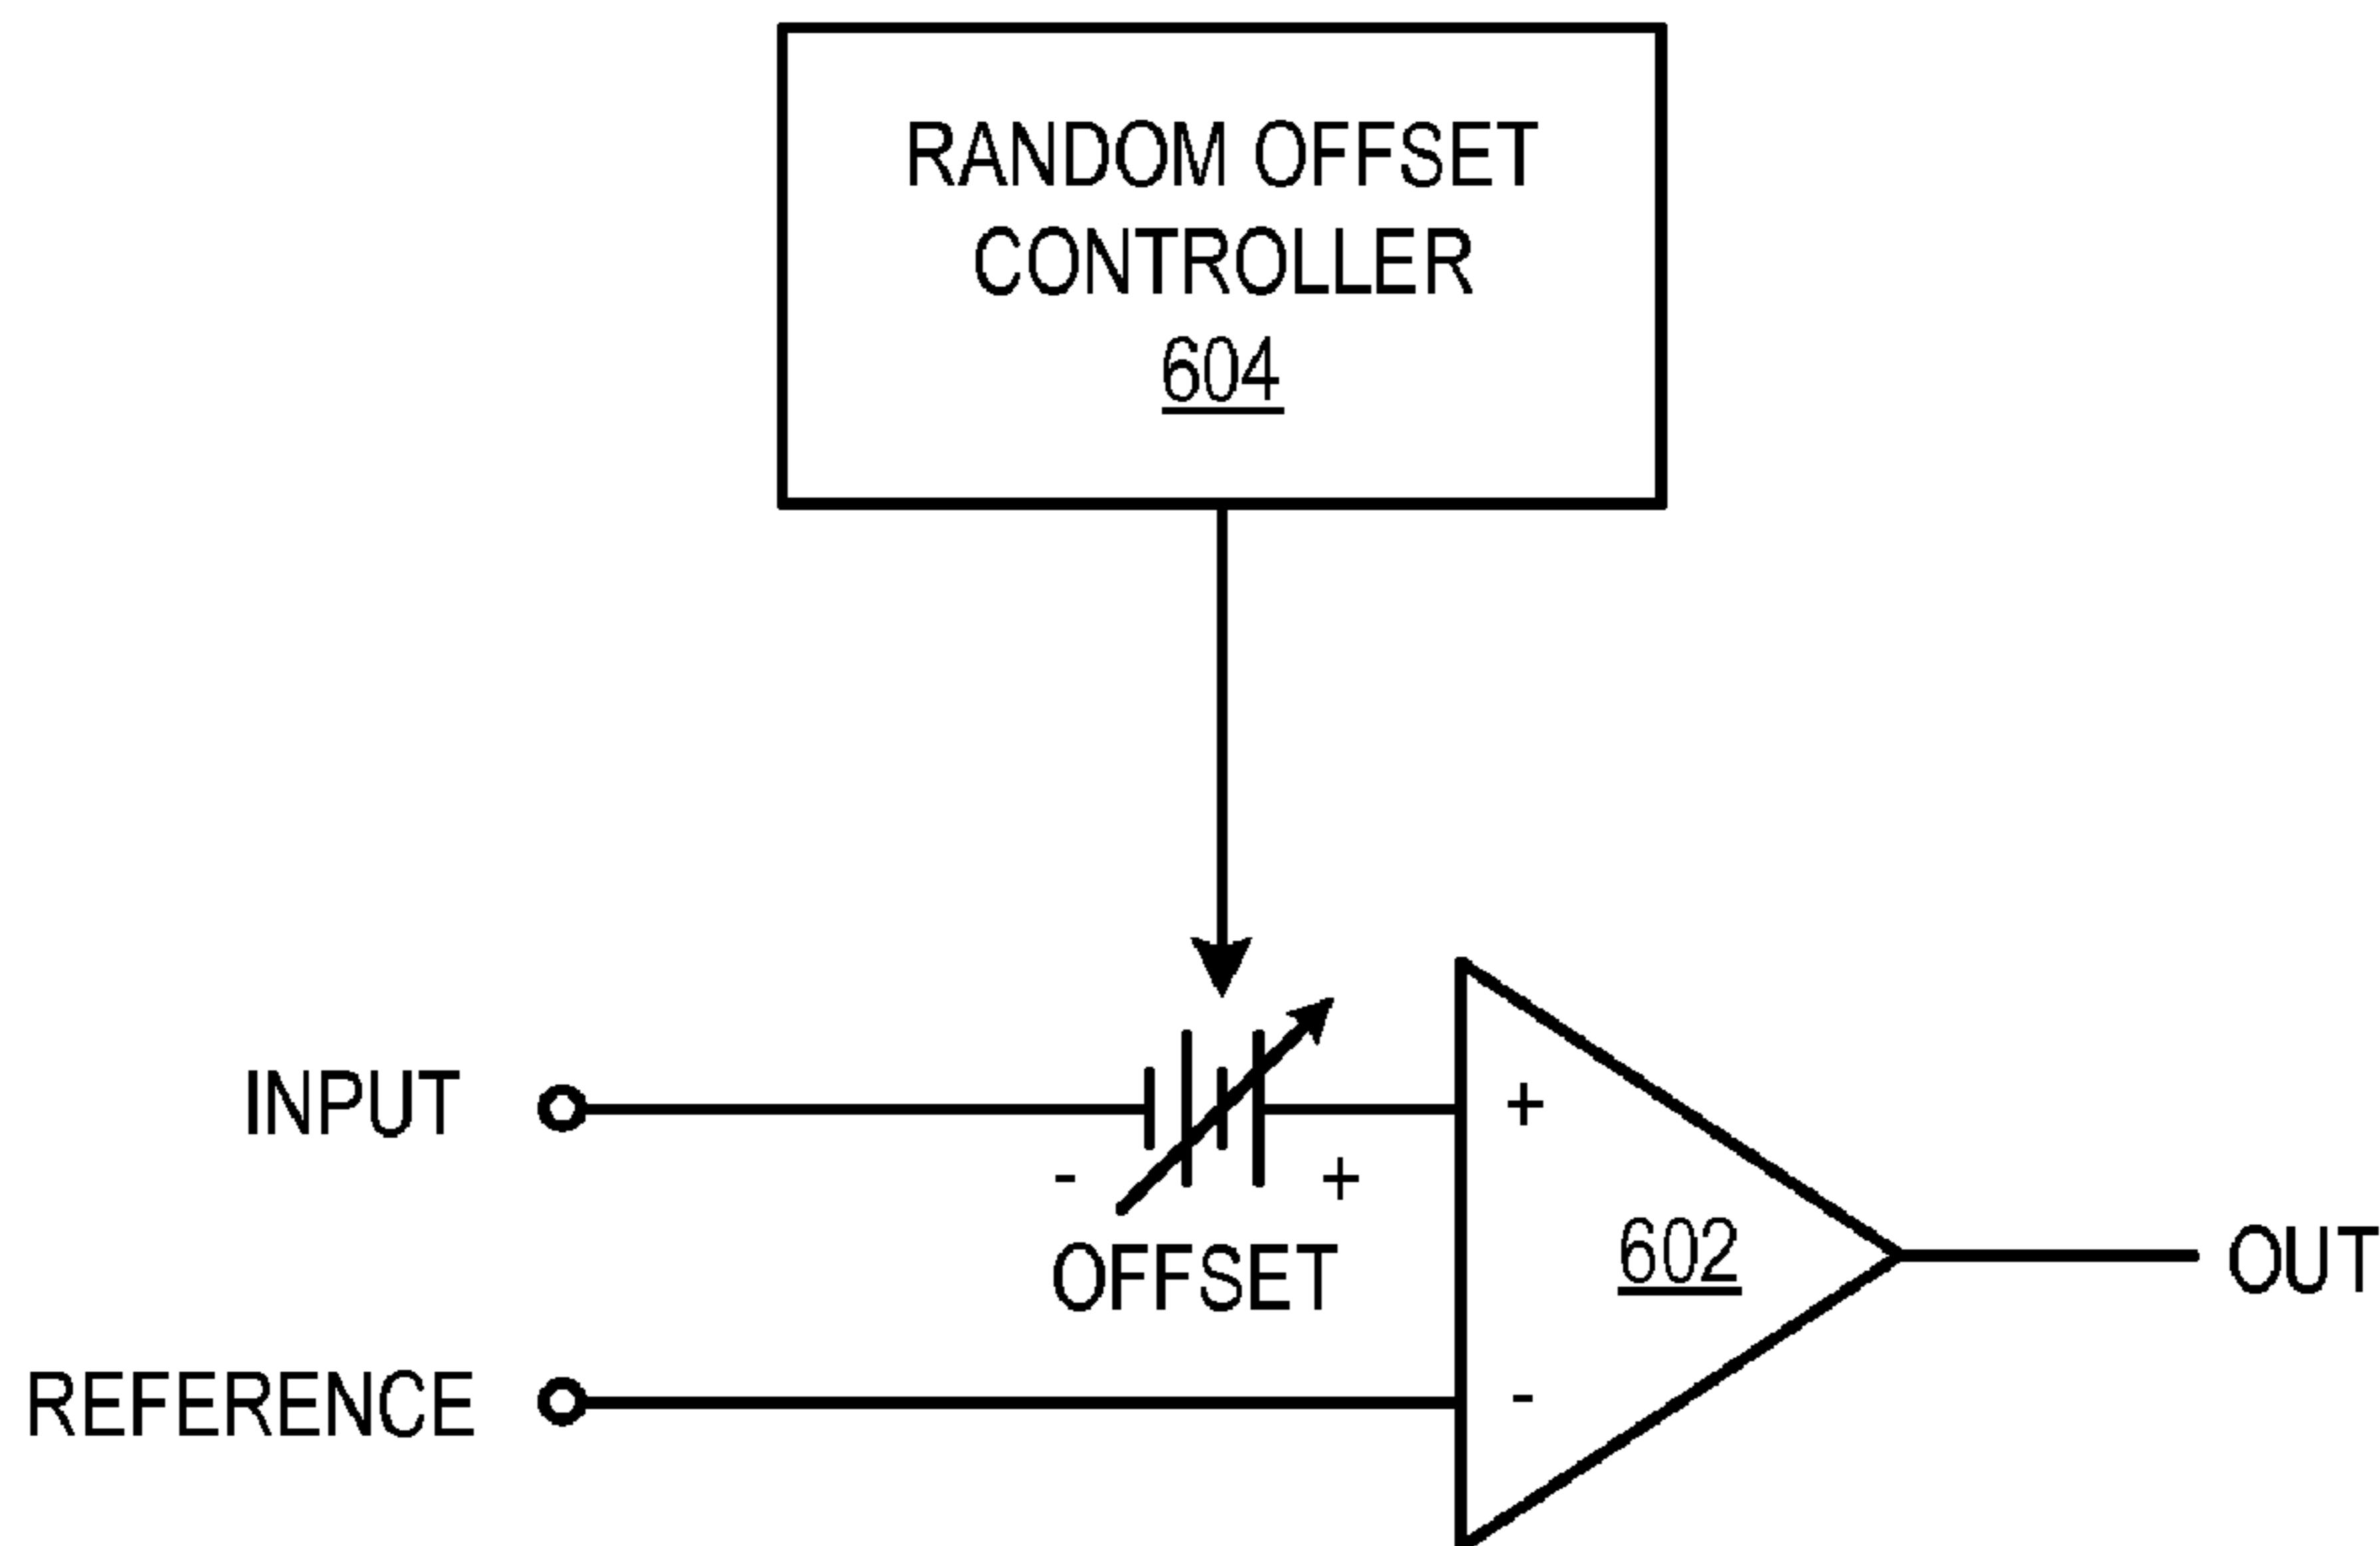 RANDOM OFFSET
CONTROLLER
604
INPUT
+
- +
OFFSET
602
OUT
REFERENCE
-